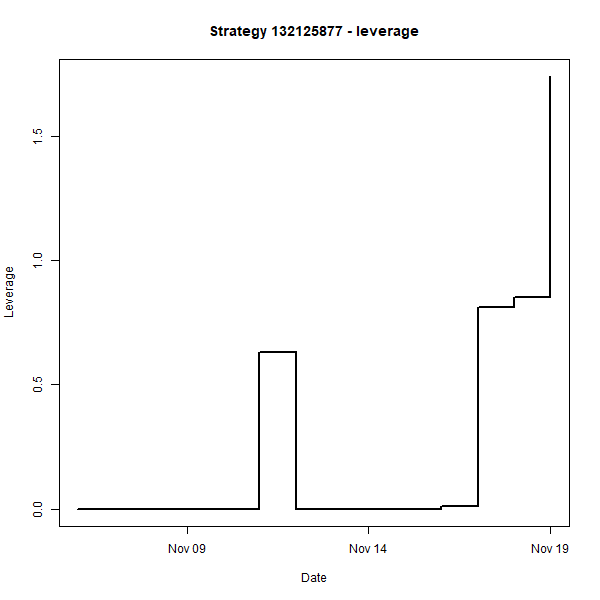 Strategy 132125877 - leverage
Leverage
1.5
1.0
0.5
0.0
Nov 09
Nov 14
Nov 19
Date